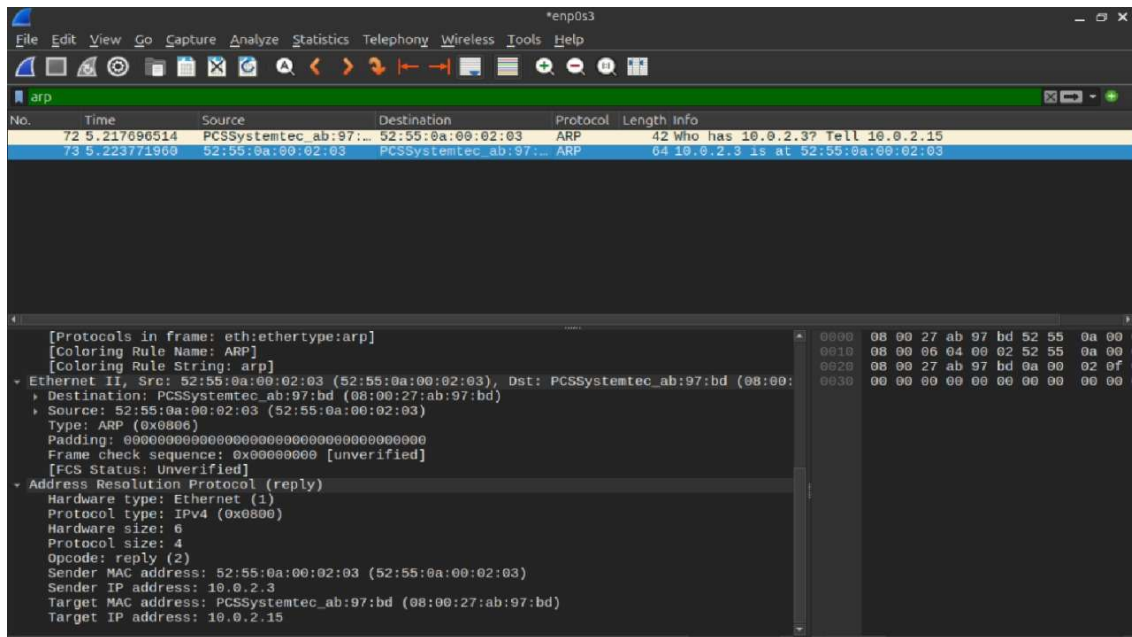 *enp0s3
File Edit View Go Capture Analyze Statistics Telephony Wireless Tools Help
arp
No. Time Source Destination Protocol Length Info
72 5.217696514 PCSSystemtec_ab:97:… 52:55:0a:00:02:03 ARP 42 Who has 10.0.2.3? Tell 10.0.2.15
73 5.223771960 52:55:0a:00:02:03 PCSSystemtec_ab:97:… ARP 64 10.0.2.3 is at 52:55:0a:00:02:03
[Protocols in frame: eth:ethertype:arp]
[Coloring Rule Name: ARP]
[Coloring Rule String: arp]
Ethernet II, Src: 52:55:0a:00:02:03 (52:55:0a:00:02:03), Dst: PCSSystemtec_ab:97:bd (08:00:
Destination: PCSSystemtec_ab:97:bd (08:00:27:ab:97:bd)
Source: 52:55:0a:00:02:03 (52:55:0a:00:02:03)
Type: ARP (0x0806)
Padding: 000000000000000000000000000000000000
Frame check sequence: 0x00000000 [unverified]
[FCS Status: Unverified]
Address Resolution Protocol (reply)
Hardware type: Ethernet (1)
Protocol type: IPv4 (0x0800)
Hardware size: 6
Protocol size: 4
Opcode: reply (2)
Sender MAC address: 52:55:0a:00:02:03 (52:55:0a:00:02:03)
Sender IP address: 10.0.2.3
Target MAC address: PCSSystemtec_ab:97:bd (08:00:27:ab:97:bd)
Target IP address: 10.0.2.15
0000 08 00 27 ab 97 bd 52 55 0a 00
0010 08 00 06 04 00 02 52 55 0a 00
0020 08 00 27 ab 97 bd 0a 00 02 0f
0030 00 00 00 00 00 00 00 00 00 00